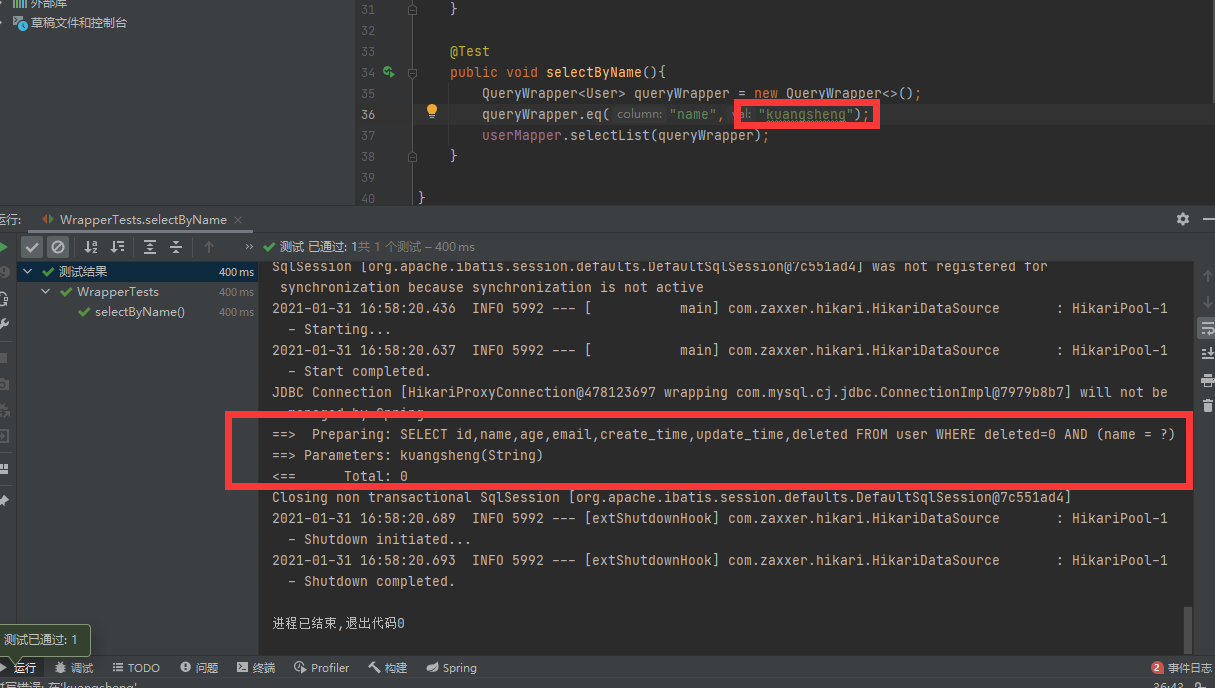 外部库
草稿文件和控制台
31 }
32
33 @Test
34 public void selectByName(){
35 QueryWrapper<User> queryWrapper = new QueryWrapper<>();
36 queryWrapper.eq( column: "name", val: "kuangsheng");
37 userMapper.selectList(queryWrapper);
38 }
39
40 }
运行: WrapperTests.selectByName ×
» 测试 已通过: 1共 1 个测试 – 400 ms
测试结果 400 ms
WrapperTests 400 ms
selectByName() 400 ms
SqlSession [org.apache.ibatis.session.defaults.DefaultSqlSession@7c551ad4] was not registered for
synchronization because synchronization is not active
2021-01-31 16:58:20.436 INFO 5992 --- [ main] com.zaxxer.hikari.HikariDataSource : HikariPool-1
- Starting...
2021-01-31 16:58:20.637 INFO 5992 --- [ main] com.zaxxer.hikari.HikariDataSource : HikariPool-1
- Start completed.
JDBC Connection [HikariProxyConnection@478123697 wrapping com.mysql.cj.jdbc.ConnectionImpl@7979b8b7] will not be
managed by Spring
==> Preparing: SELECT id,name,age,email,create_time,update_time,deleted FROM user WHERE deleted=0 AND (name = ?)
==> Parameters: kuangsheng(String)
<== Total: 0
Closing non transactional SqlSession [org.apache.ibatis.session.defaults.DefaultSqlSession@7c551ad4]
2021-01-31 16:58:20.689 INFO 5992 --- [extShutdownHook] com.zaxxer.hikari.HikariDataSource : HikariPool-1
- Shutdown initiated...
2021-01-31 16:58:20.693 INFO 5992 --- [extShutdownHook] com.zaxxer.hikari.HikariDataSource : HikariPool-1
- Shutdown completed.
进程已结束,退出代码0
测试已通过: 1
运行 调试 TODO 问题 终端 Profiler 构建 Spring 2 事件日志
拼写错误: 在'kuangsheng' 36:43